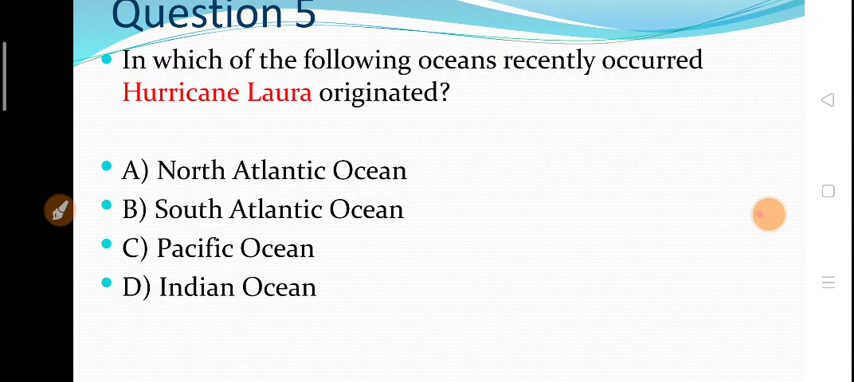 Question 5
In which of the following oceans recently occurred
Hurricane Laura originated?
A) North Atlantic Ocean
B) South Atlantic Ocean
C) Pacific Ocean
D) Indian Ocean